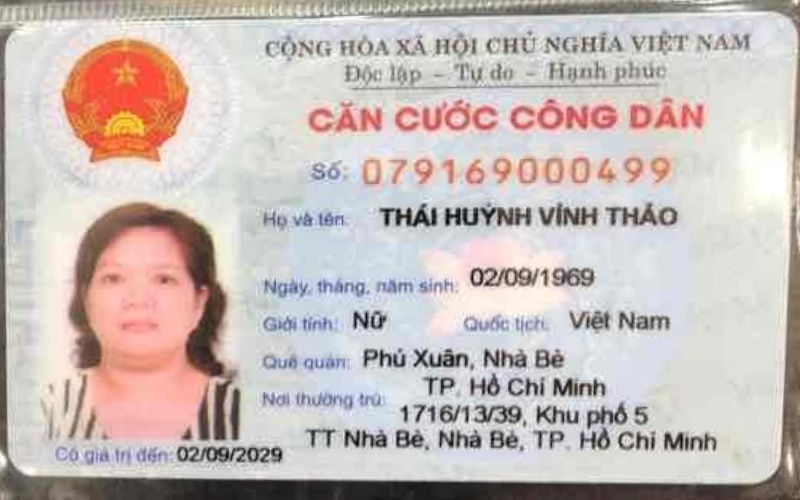 CỘNG HÒA XÃ HỘI CHỦ NGHĨA VIỆT NAM
Độc lập – Tự do – Hạnh phúc
CĂN CƯỚC CÔNG DÂN
Số: 079169000499
Họ và tên: THÁI HUỲNH VĨNH THẢO
Ngày, tháng, năm sinh: 02/09/1969
Giới tính: Nữ Quốc tịch: Việt Nam
Quê quán: Phú Xuân, Nhà Bè
TP. Hồ Chí Minh
Nơi thường trú: 1716/13/39, Khu phố 5
TT Nhà Bè, Nhà Bè, TP. Hồ Chí Minh
Có giá trị đến: 02/09/2029